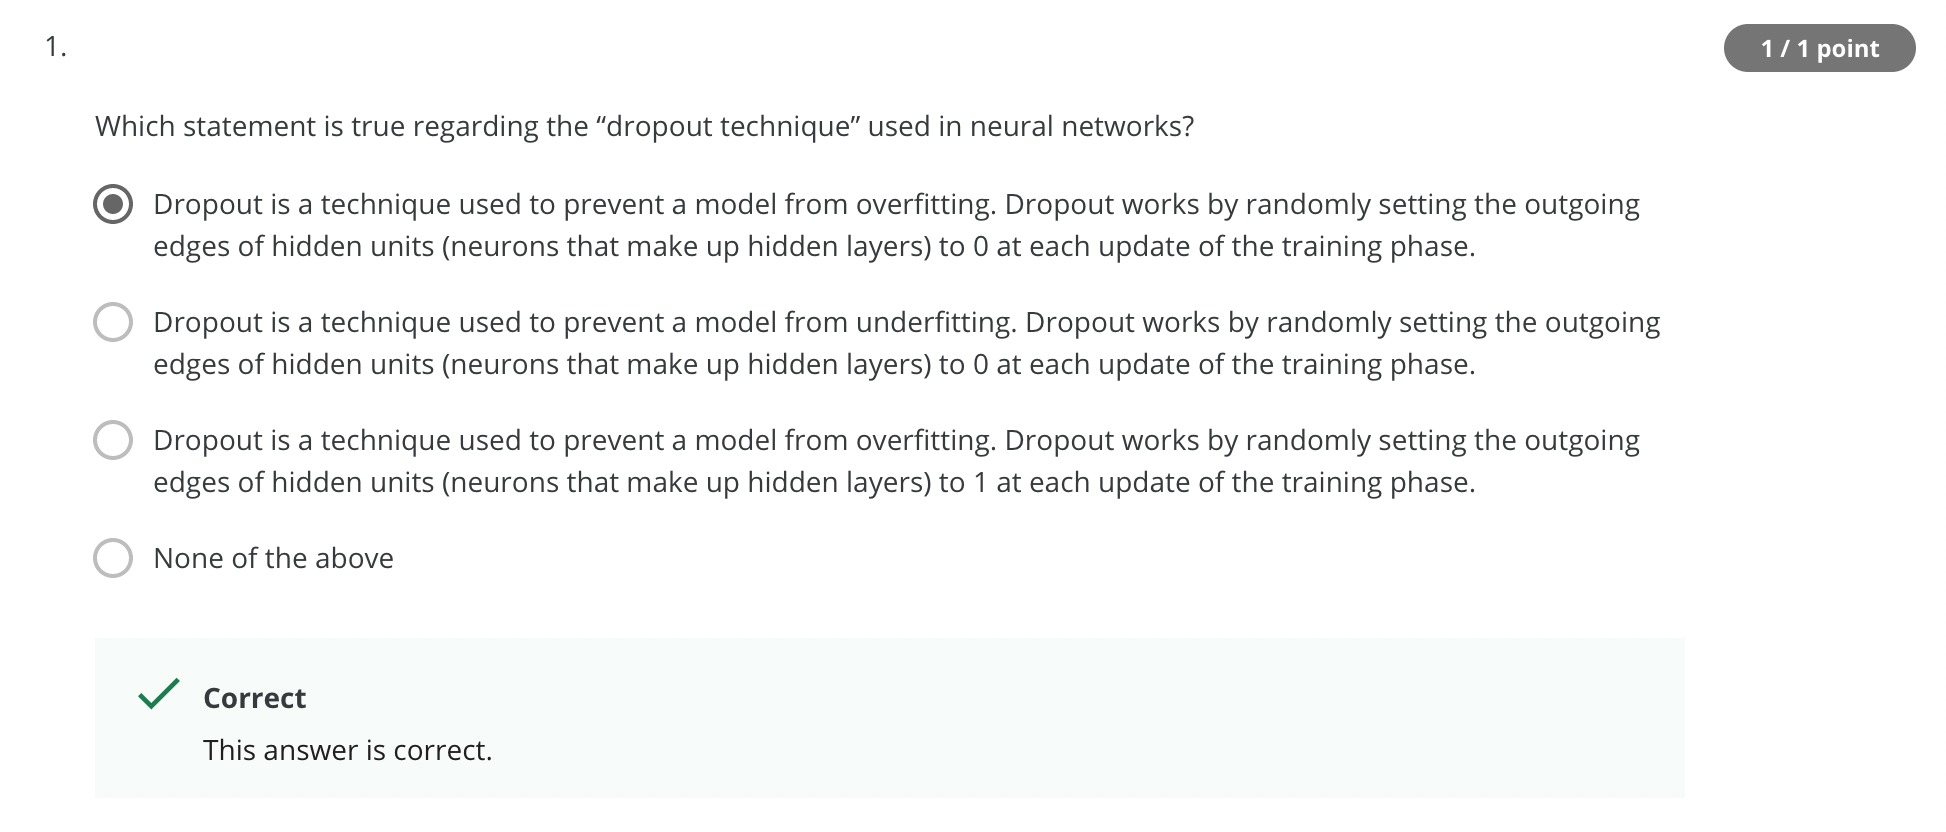 1.
1 / 1 point
Which statement is true regarding the “dropout technique” used in neural networks?
Dropout is a technique used to prevent a model from overfitting. Dropout works by randomly setting the outgoing
edges of hidden units (neurons that make up hidden layers) to 0 at each update of the training phase.
Dropout is a technique used to prevent a model from underfitting. Dropout works by randomly setting the outgoing
edges of hidden units (neurons that make up hidden layers) to 0 at each update of the training phase.
Dropout is a technique used to prevent a model from overfitting. Dropout works by randomly setting the outgoing
edges of hidden units (neurons that make up hidden layers) to 1 at each update of the training phase.
None of the above
Correct
This answer is correct.